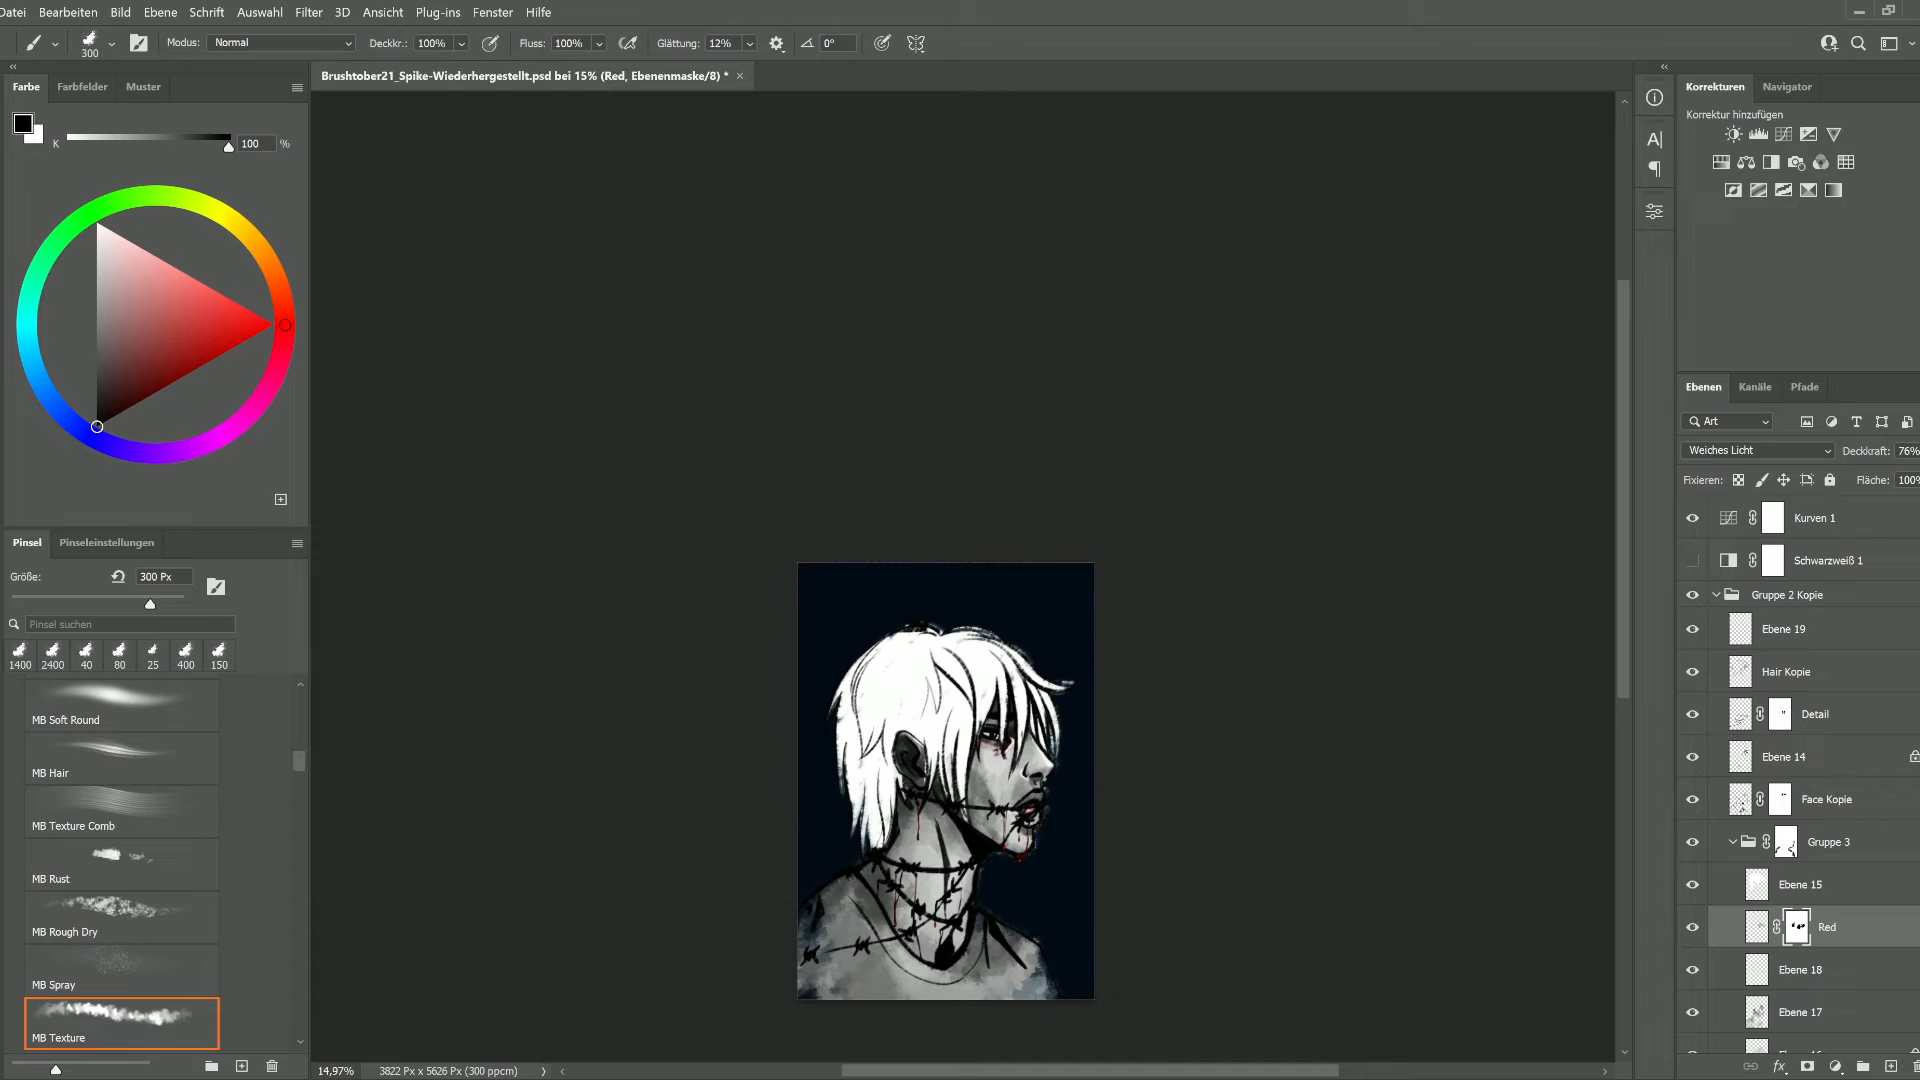 Datei Bearbeiten Bild Ebene Schrift Auswahl Filter 3D Ansicht Plug-ins Fenster Hilfe
300 Modus: Normal Deckkr.: 100% Fluss: 100% Glättung: 12% 0°
Farbe Farbfelder Muster
Brushtober21_Spike-Wiederhergestellt.psd bei 15% (Red, Ebenenmaske/8) *
Korrekturen Navigator
Korrektur hinzufügen
K 100 %
Ebenen Kanäle Pfade
Art
Weiches Licht Deckkraft: 76%
Fixieren: Fläche: 100%
Kurven 1
Schwarzweiß 1
Gruppe 2 Kopie
Ebene 19
Hair Kopie
Detail
Ebene 14
Face Kopie
Gruppe 3
Ebene 15
Red
Ebene 18
Ebene 17
Pinsel Pinseleinstellungen
Größe: 300 Px
Pinsel suchen
1400 2400 40 80 25 400 150
MB Soft Round
MB Hair
MB Texture Comb
MB Rust
MB Rough Dry
MB Spray
MB Texture
14,97% 3822 Px x 5626 Px (300 ppcm)